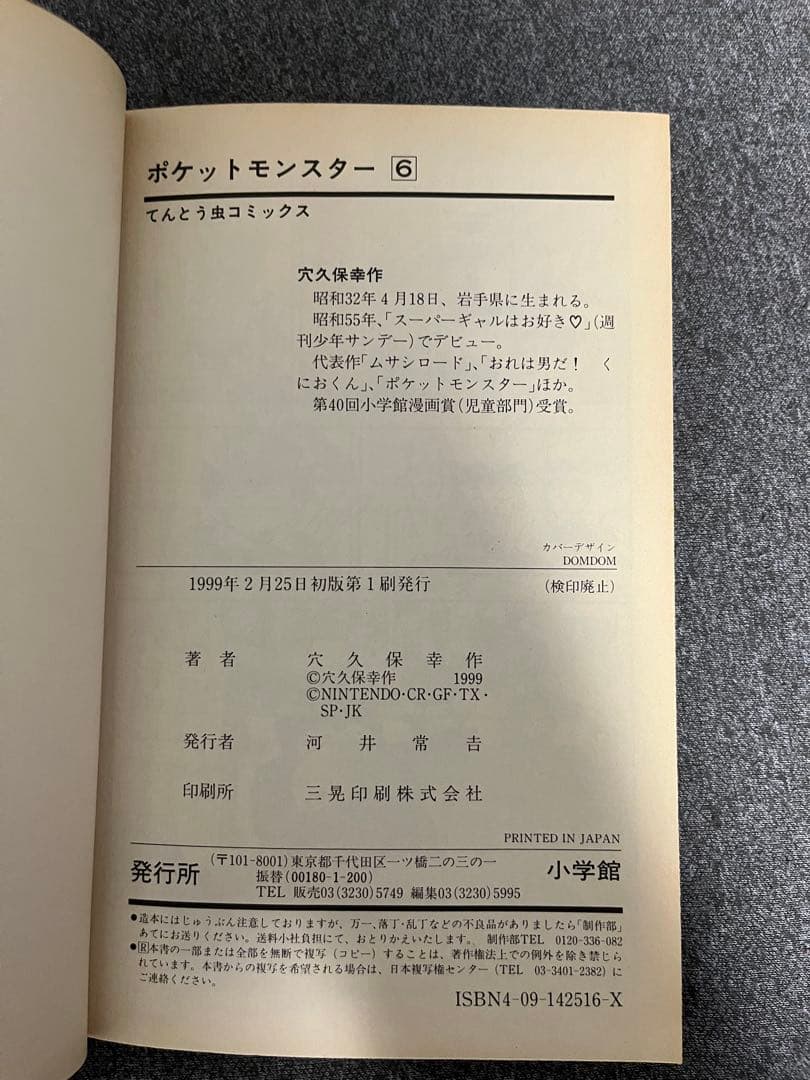 ポケットモンスター 6
てんとう虫コミックス
穴久保幸作
昭和32年4月18日、岩手県に生まれる。
昭和55年、「スーパーギャルはお好き♡」(週
刊少年サンデー)でデビュー。
代表作「ムサシロード」、「おれは男だ! く
におくん」、「ポケットモンスター」ほか。
第40回小学館漫画賞(児童部門)受賞。
カバーデザイン
DOMDOM
1999年2月25日初版第1刷発行 (検印廃止)
著者 穴久保幸作
©穴久保幸作 1999
©NINTENDO・CR・GF・TX・
SP・JK
発行者 河井常𠮷
印刷所 三晃印刷株式会社
PRINTED IN JAPAN
発行所 (〒101-8001)東京都千代田区一ツ橋二の三の一 小学館
振替(00180-1-200)
TEL 販売03(3230)5749 編集03(3230)5995
●造本にはじゅうぶん注意しておりますが、万一、落丁・乱丁などの不良品がありましたら「制作部」
あてにお送りください。送料小社負担にて、おとりかえいたします。 制作部TEL 0120-336-082
●Ⓡ本書の一部または全部を無断で複写(コピー)することは、著作権法上での例外を除き禁じら
れています。本書からの複写を希望される場合は、日本複写権センター(TEL 03-3401-2382)に
ご連絡ください。
ISBN4-09-142516-X